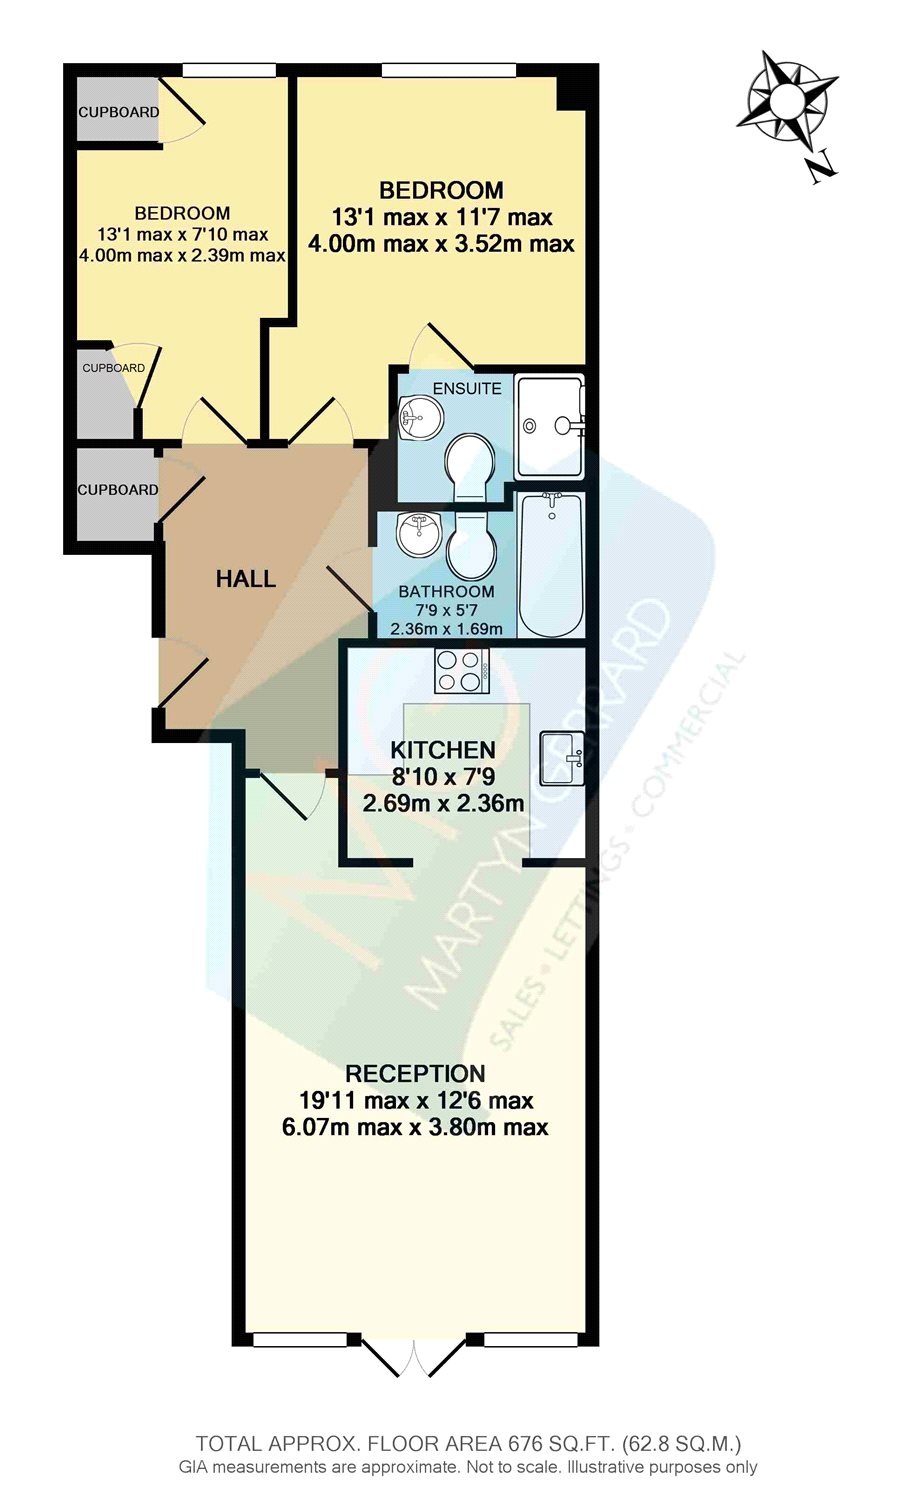 CUPBOARD
BEDROOM
13'1 max x 7'10 max
4.00m max x 2.39m max
BEDROOM
13'1 max x 11'7 max
4.00m max x 3.52m max
N
CUPBOARD
ENSUITE
CUPBOARD
HALL
BATHROOM
7'9 x 5'7
2.36m x 1.69m
KITCHEN
8'10 x 7'9
2.69m x 2.36m
MG
MARTYN GERRARD
SALES • LETTINGS • COMMERCIAL
RECEPTION
19'11 max x 12'6 max
6.07m max x 3.80m max
TOTAL APPROX. FLOOR AREA 676 SQ.FT. (62.8 SQ.M.)
GIA measurements are approximate. Not to scale. Illustrative purposes only